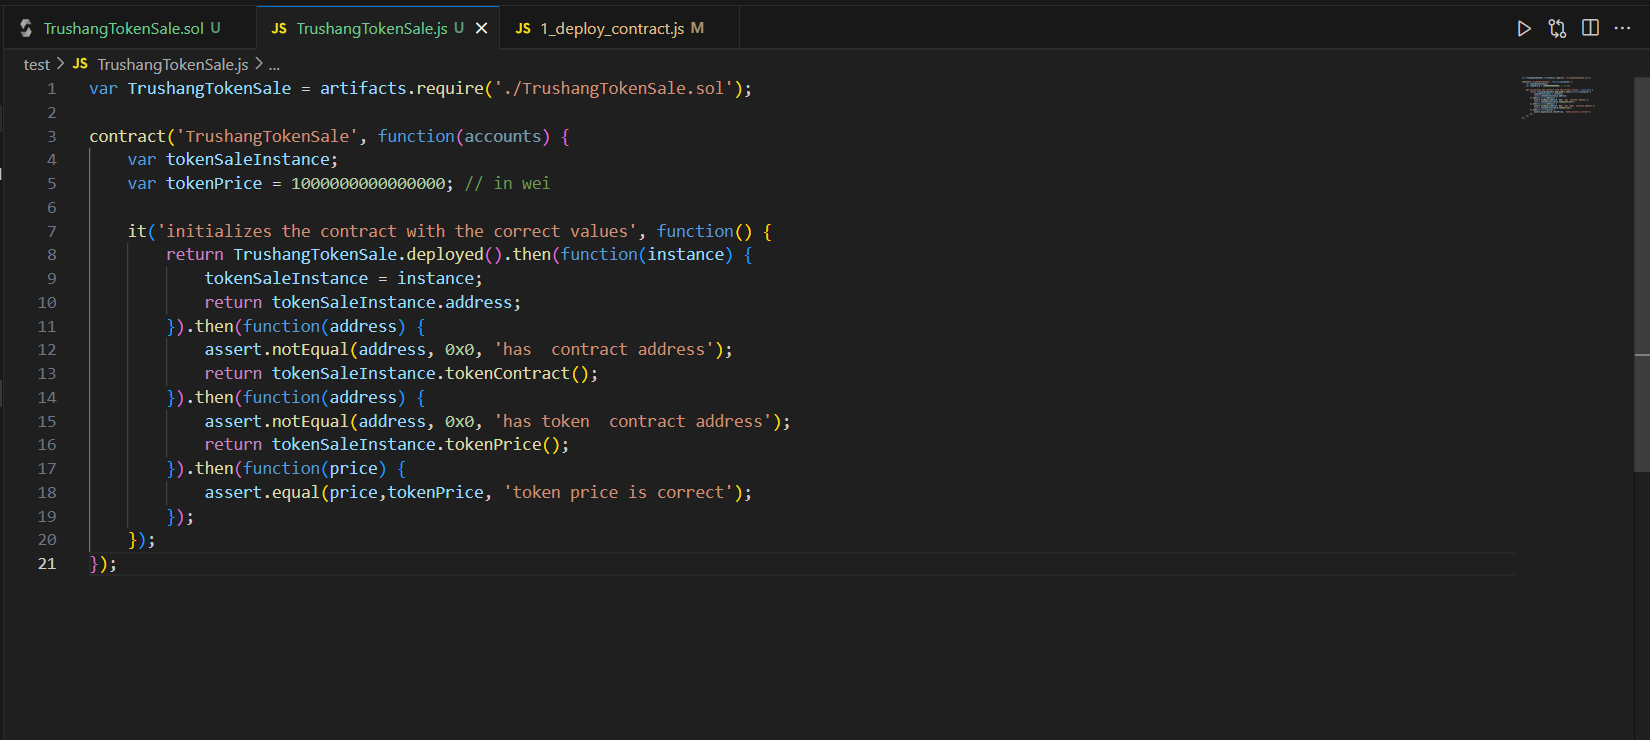 TrushangTokenSale.sol U
JS TrushangTokenSale.js U
JS 1_deploy_contract.js M
test > JS TrushangTokenSale.js > ...
1 var TrushangTokenSale = artifacts.require('./TrushangTokenSale.sol');
2
3 contract('TrushangTokenSale', function(accounts) {
4 var tokenSaleInstance;
5 var tokenPrice = 1000000000000000; // in wei
6
7 it('initializes the contract with the correct values', function() {
8 return TrushangTokenSale.deployed().then(function(instance) {
9 tokenSaleInstance = instance;
10 return tokenSaleInstance.address;
11 }).then(function(address) {
12 assert.notEqual(address, 0x0, 'has  contract address');
13 return tokenSaleInstance.tokenContract();
14 }).then(function(address) {
15 assert.notEqual(address, 0x0, 'has token  contract address');
16 return tokenSaleInstance.tokenPrice();
17 }).then(function(price) {
18 assert.equal(price,tokenPrice, 'token price is correct');
19 });
20 });
21 });